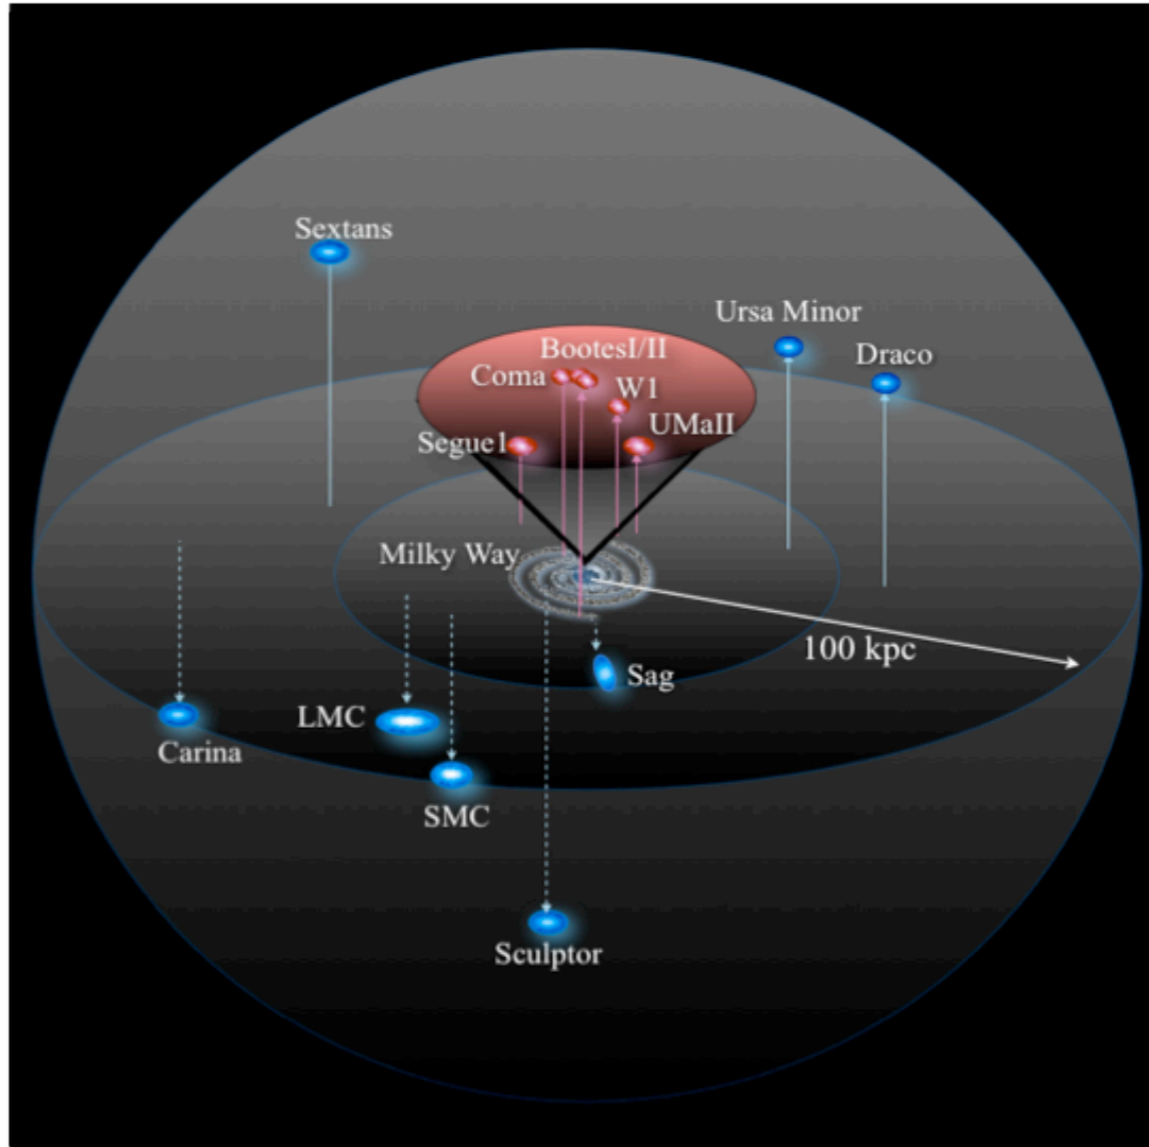 Sextans
Ursa Minor
BootesI/II
Draco
Coma
W1
UMaII
Segue1
Milky Way
100 kpc
Sag
LMC
Carina
SMC
Sculptor